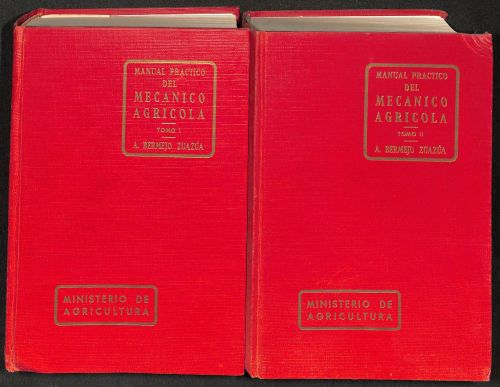 MANUAL PRACTICO
DEL
MECANICO
AGRICOLA
TOMO I
A. BERMEJO ZUAZÚA
MINISTERIO DE
AGRICULTURA
MANUAL PRACTICO
DEL
MECANICO
AGRICOLA
TOMO II
A. BERMEJO ZUAZÚA
MINISTERIO DE
AGRICULTURA